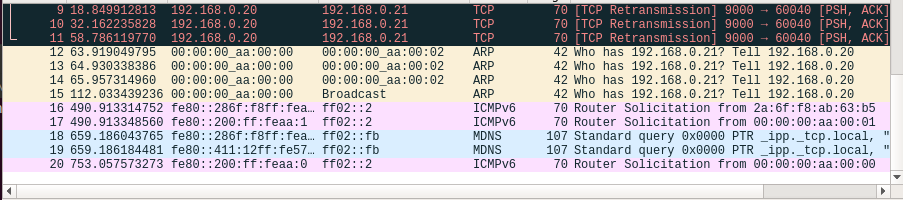 9 18.849912813 192.168.0.20 192.168.0.21 TCP 70 [TCP Retransmission] 9000 → 60040 [PSH, ACK]
10 32.162235828 192.168.0.20 192.168.0.21 TCP 70 [TCP Retransmission] 9000 → 60040 [PSH, ACK]
11 58.786119770 192.168.0.20 192.168.0.21 TCP 70 [TCP Retransmission] 9000 → 60040 [PSH, ACK]
12 63.919049795 00:00:00_aa:00:00 00:00:00_aa:00:02 ARP 42 Who has 192.168.0.21? Tell 192.168.0.20
13 64.930338386 00:00:00_aa:00:00 00:00:00_aa:00:02 ARP 42 Who has 192.168.0.21? Tell 192.168.0.20
14 65.957314960 00:00:00_aa:00:00 00:00:00_aa:00:02 ARP 42 Who has 192.168.0.21? Tell 192.168.0.20
15 112.033439236 00:00:00_aa:00:00 Broadcast ARP 42 Who has 192.168.0.21? Tell 192.168.0.20
16 490.913314752 fe80::286f:f8ff:fea… ff02::2 ICMPv6 70 Router Solicitation from 2a:6f:f8:ab:63:b5
17 490.913348560 fe80::200:ff:feaa:1 ff02::2 ICMPv6 70 Router Solicitation from 00:00:00:aa:00:01
18 659.186043765 fe80::286f:f8ff:fea… ff02::fb MDNS 107 Standard query 0x0000 PTR _ipp._tcp.local, "
19 659.186184481 fe80::411:12ff:fe57… ff02::fb MDNS 107 Standard query 0x0000 PTR _ipp._tcp.local, "
20 753.057573273 fe80::200:ff:feaa:0 ff02::2 ICMPv6 70 Router Solicitation from 00:00:00:aa:00:00